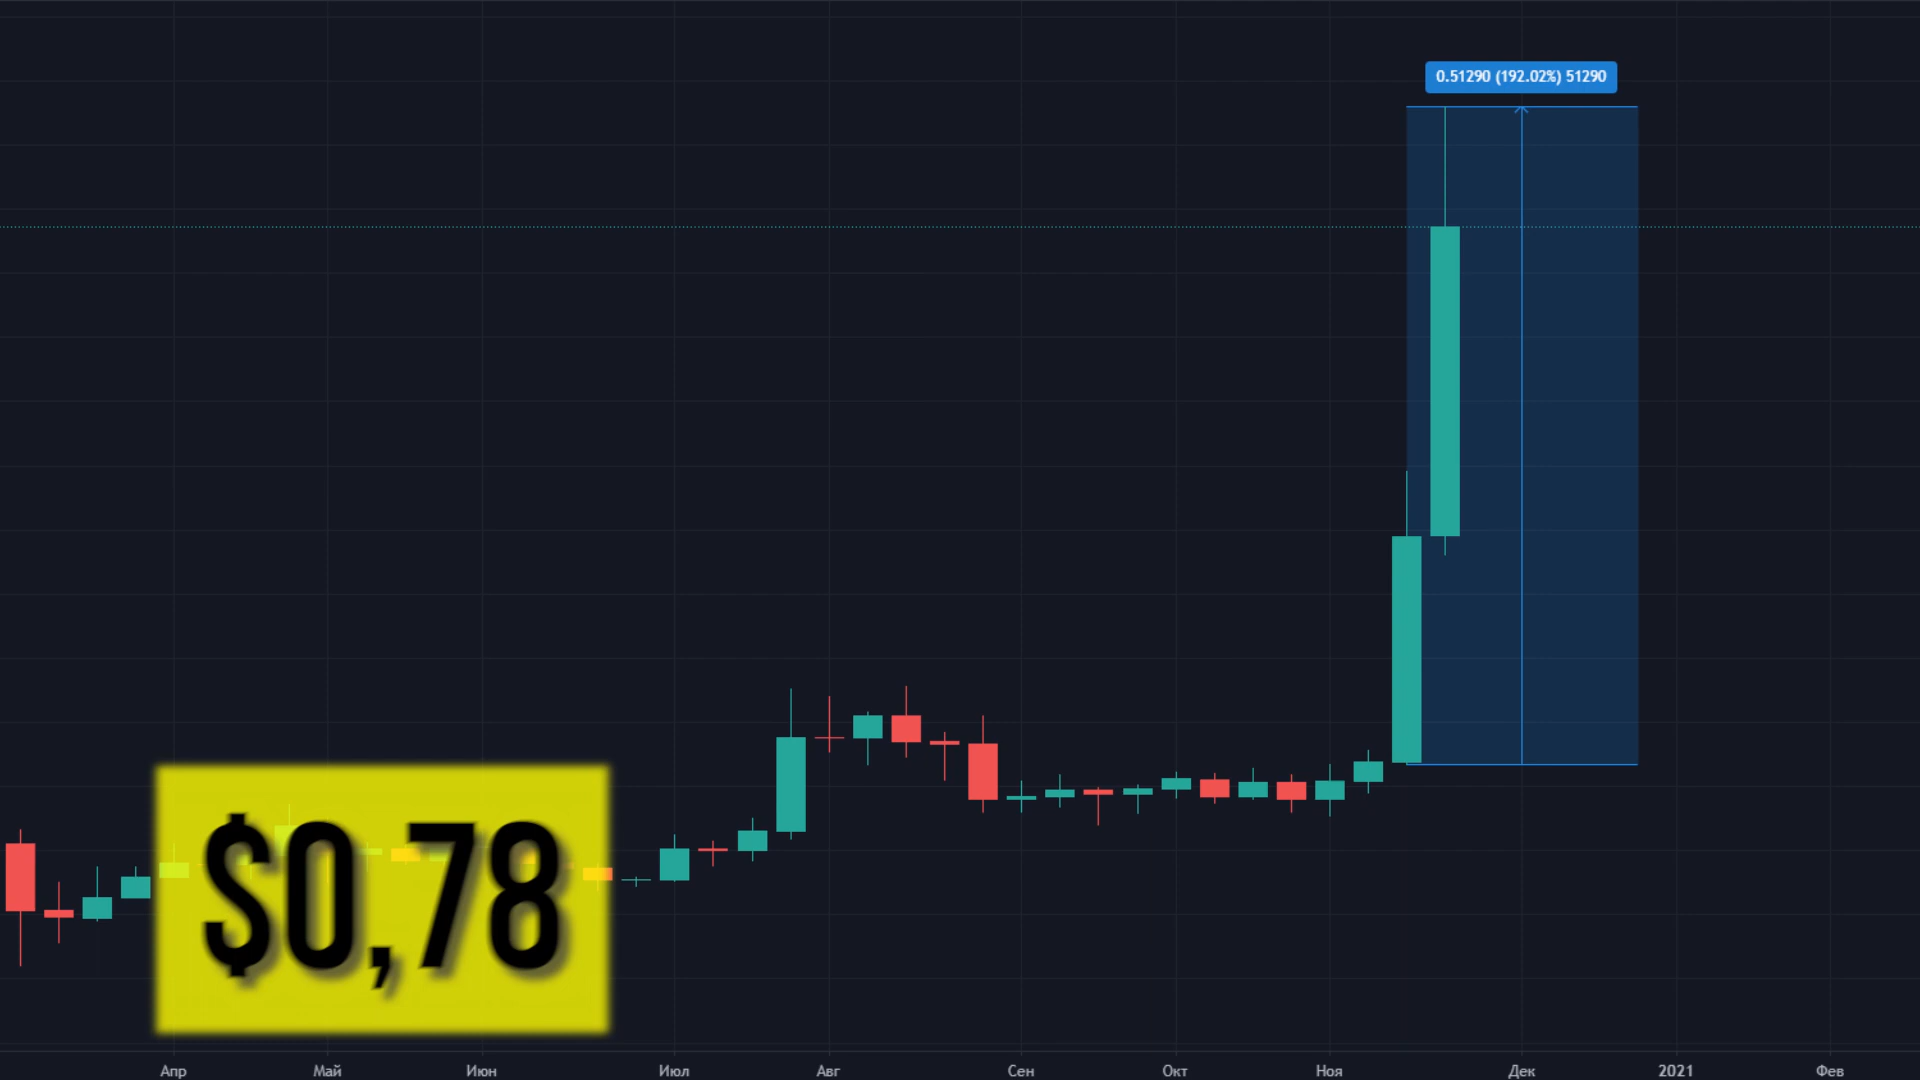 0.51290 (192.02%) 51290
$0,78
Апр Май Июн Июл Авг Сен Окт Ноя Дек 2021 Фев